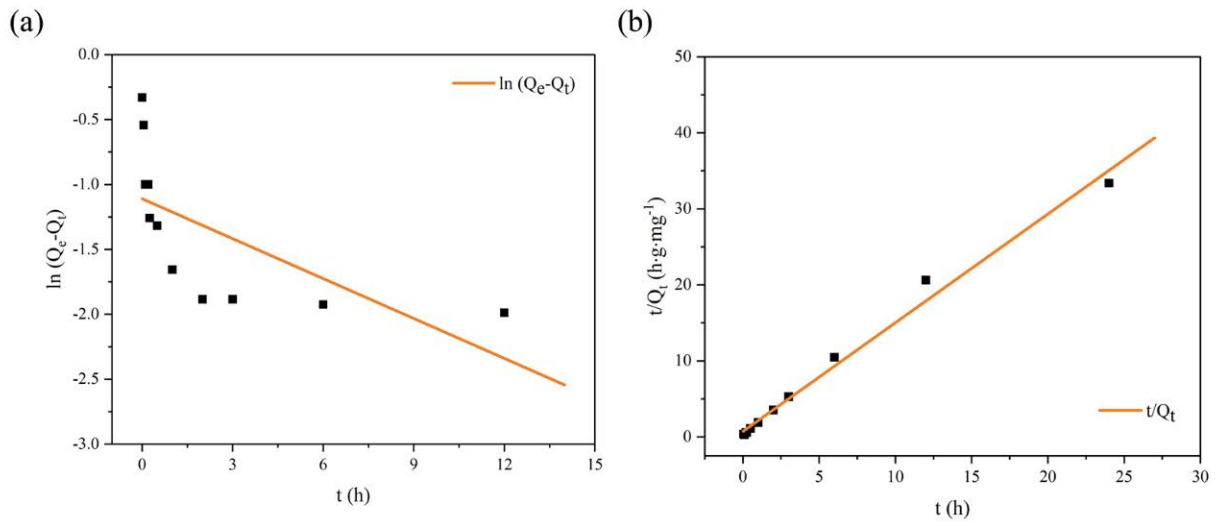 (a)
0.0
-0.5
-1.0
-1.5
-2.0
-2.5
-3.0
ln (Qe-Qt)
ln (Qe-Qt)
0 3 6 9 12 15
t (h)
(b)
50
40
30
20
10
0
t/Qt (h·g·mg⁻¹)
t/Qt
0 5 10 15 20 25 30
t (h)